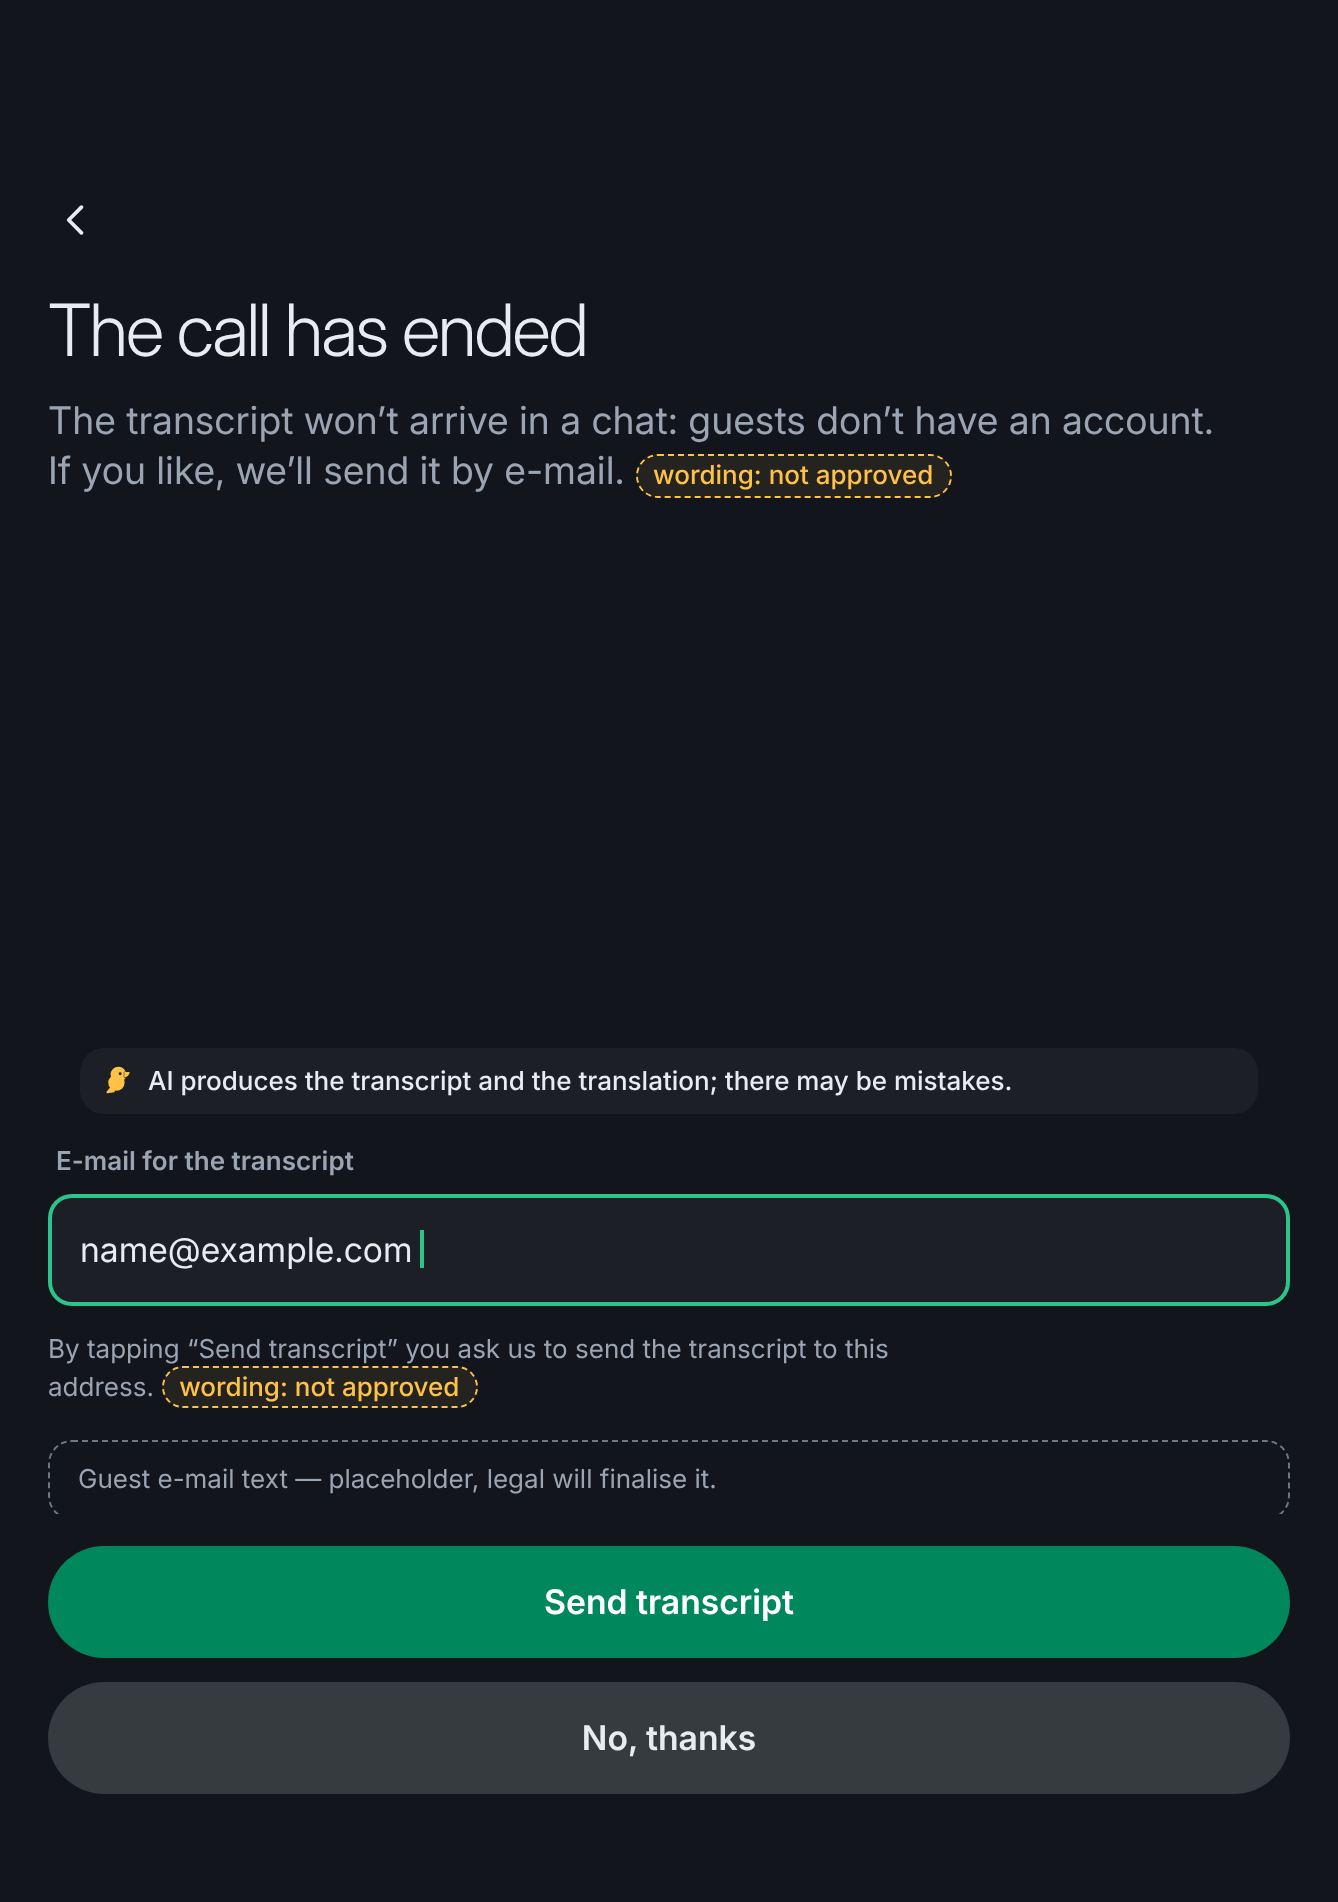 The call has ended
The transcript won’t arrive in a chat: guests don’t have an account.
If you like, we’ll send it by e-mail. wording: not approved
AI produces the transcript and the translation; there may be mistakes.
E-mail for the transcript
name@example.com
By tapping “Send transcript” you ask us to send the transcript to this
address. wording: not approved
Guest e-mail text — placeholder, legal will finalise it.
Send transcript
No, thanks